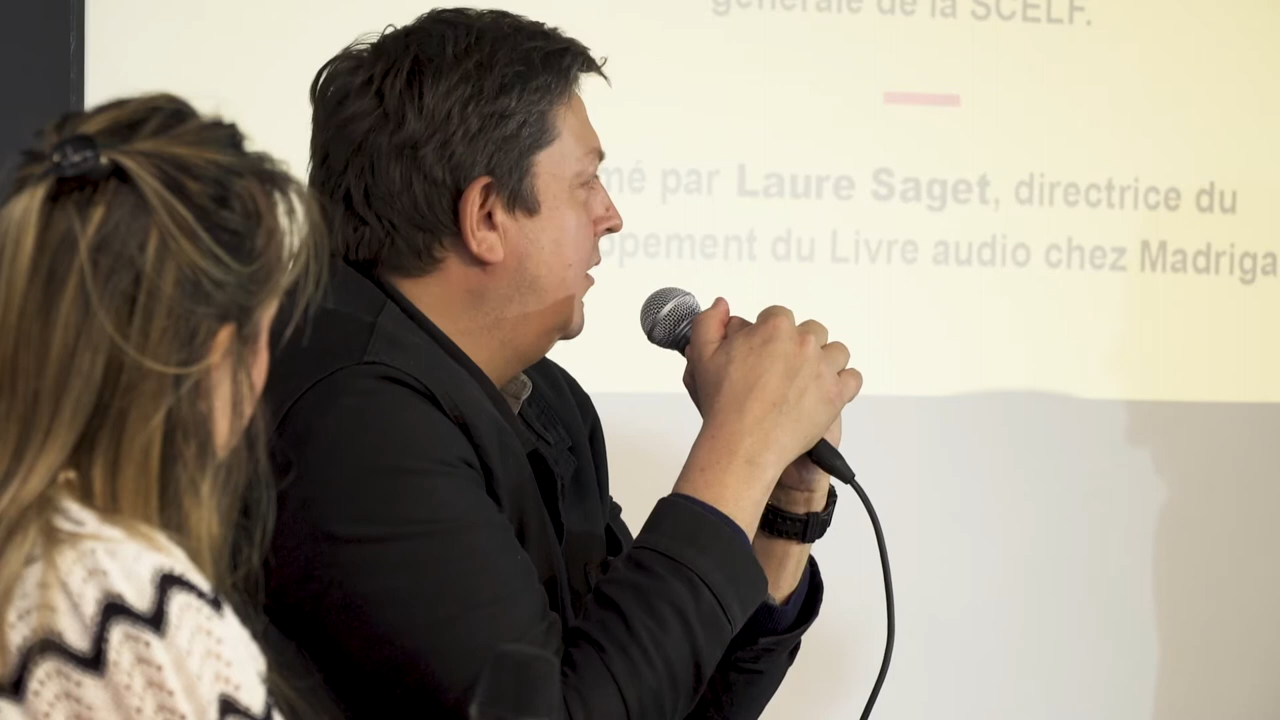 générale de la SCELF.
mé par Laure Saget, directrice du
ppement du Livre audio chez Madriga